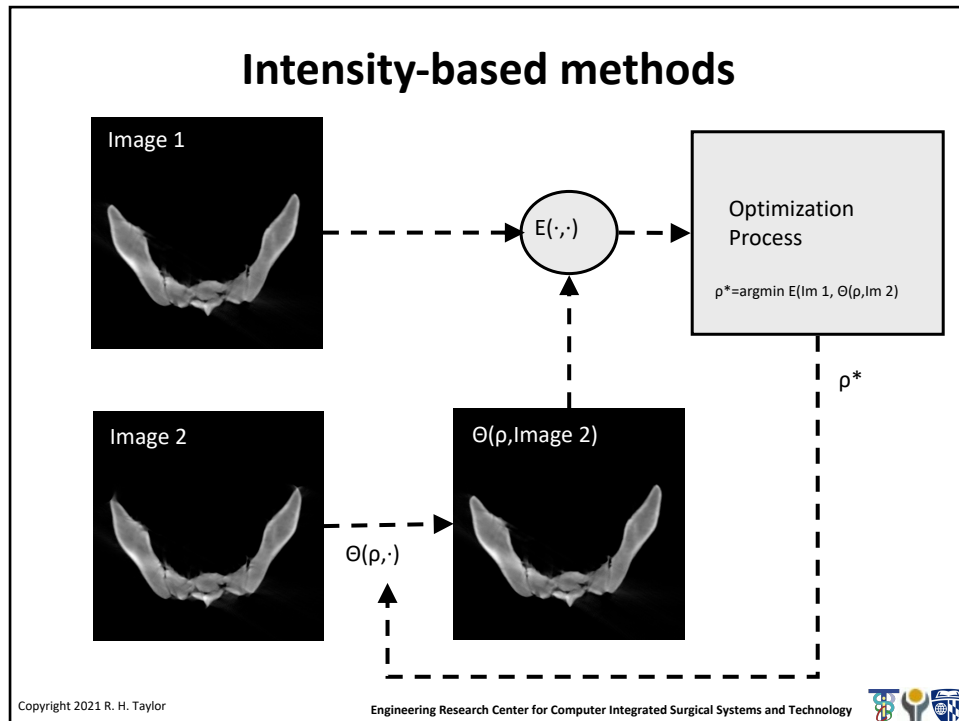 Intensity-based methods
Image 1
E(·,·)
Optimization
Process
ρ*=argmin E(Im 1, Θ(ρ,Im 2)
ρ*
Image 2
Θ(ρ,·)
Θ(ρ,Image 2)
Copyright 2021 R. H. Taylor
Engineering Research Center for Computer Integrated Surgical Systems and Technology